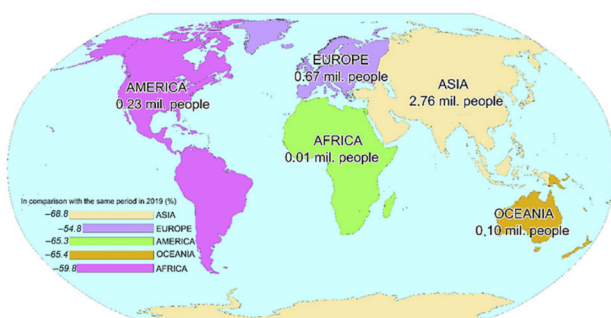 EUROPE
0.67 mil. people
AMERICA
0.23 mil. people
ASIA
2.76 mil. people
AFRICA
0.01 mil. people
In comparison with the same period in 2019 (%)
–68.8 ASIA
–54.8 EUROPE
–65.3 AMERICA
–65.4 OCEANIA
–59.8 AFRICA
OCEANIA
0,10 mil. people